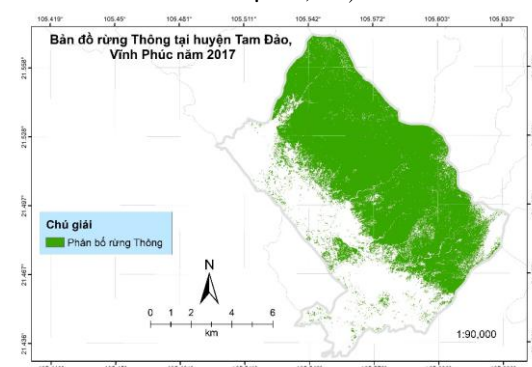 105.419° 105.45° 105.481° 105.511° 105.542° 105.572° 105.603° 105.633°
Bản đồ rừng Thông tại huyện Tam Đảo,
Vĩnh Phúc năm 2017
21.558°
21.528°
21.497°
21.467°
21.436°
Chú giải
Phân bố rừng Thông
N
0 1 2 4 6
km
1:90,000